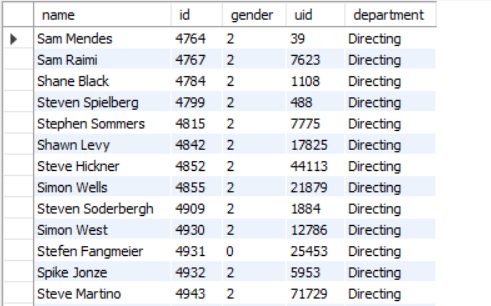 name id gender uid department
Sam Mendes 4764 2 39 Directing
Sam Raimi 4767 2 7623 Directing
Shane Black 4784 2 1108 Directing
Steven Spielberg 4799 2 488 Directing
Stephen Sommers 4815 2 7775 Directing
Shawn Levy 4842 2 17825 Directing
Steve Hickner 4852 2 44113 Directing
Simon Wells 4855 2 21879 Directing
Steven Soderbergh 4909 2 1884 Directing
Simon West 4930 2 12786 Directing
Stefen Fangmeier 4931 0 25453 Directing
Spike Jonze 4932 2 5953 Directing
Steve Martino 4943 2 71729 Directing